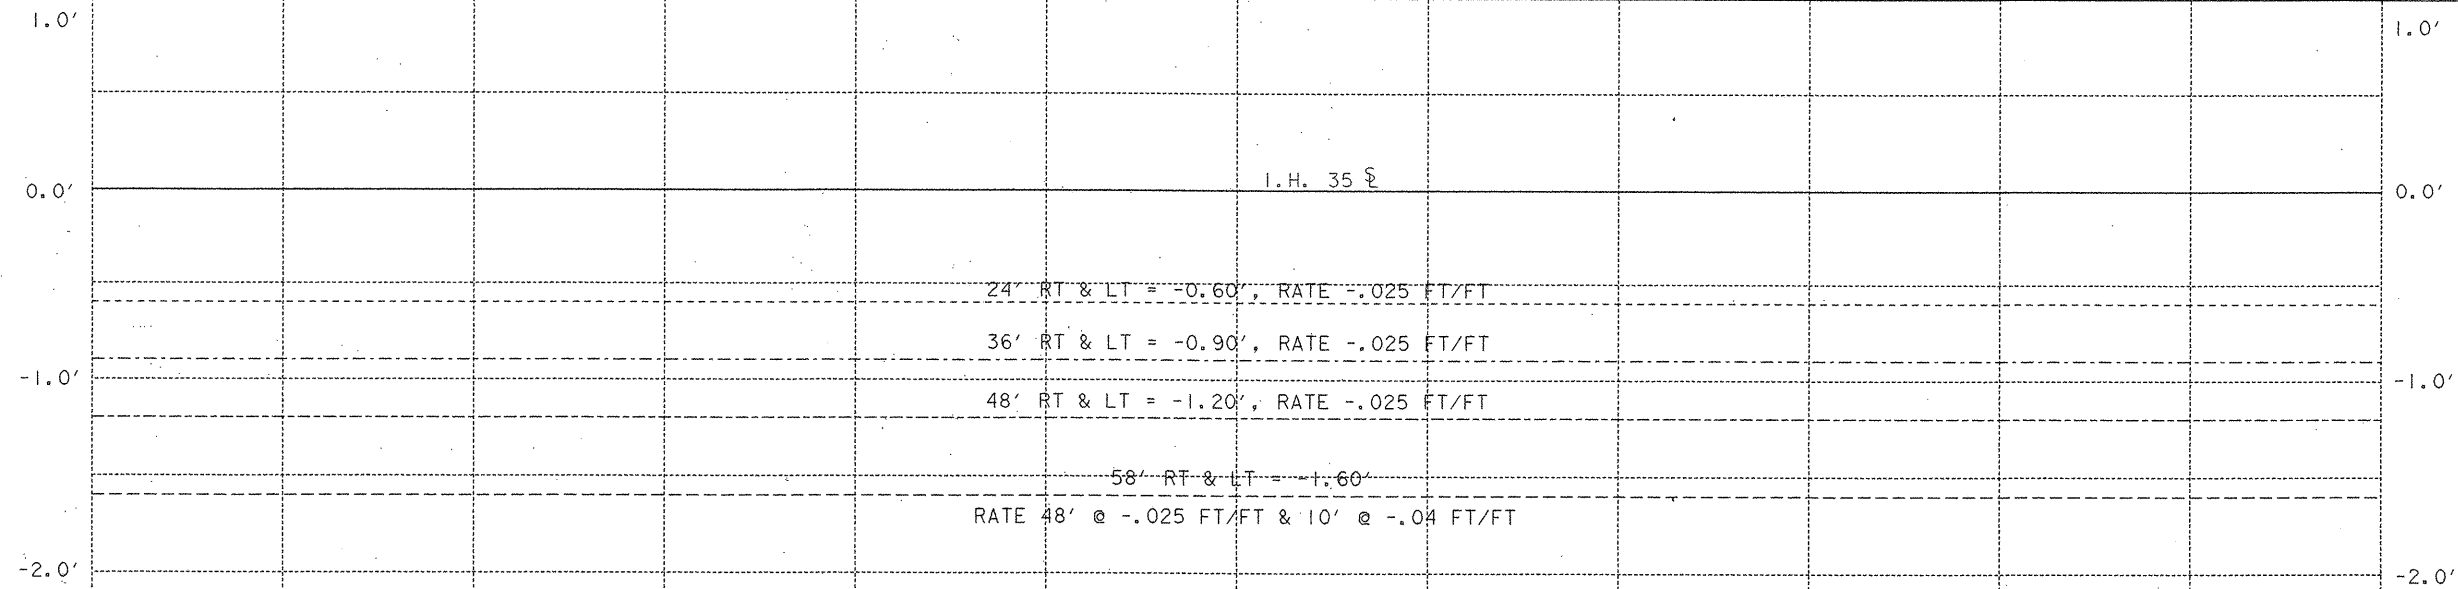 1.0' 1.0'
I.H. 35 ℄
0.0' 0.0'
24' RT & LT = -0.60', RATE -.025 FT/FT
36' RT & LT = -0.90', RATE -.025 FT/FT
-1.0' -1.0'
48' RT & LT = -1.20', RATE -.025 FT/FT
58' RT & LT = -1.60'
RATE 48' @ -.025 FT/FT & 10' @ -.04 FT/FT
-2.0' -2.0'